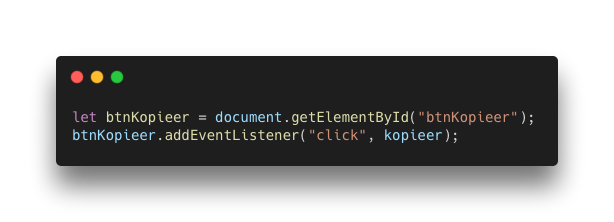 let btnKopieer = document.getElementById("btnKopieer");
btnKopieer.addEventListener("click", kopieer);